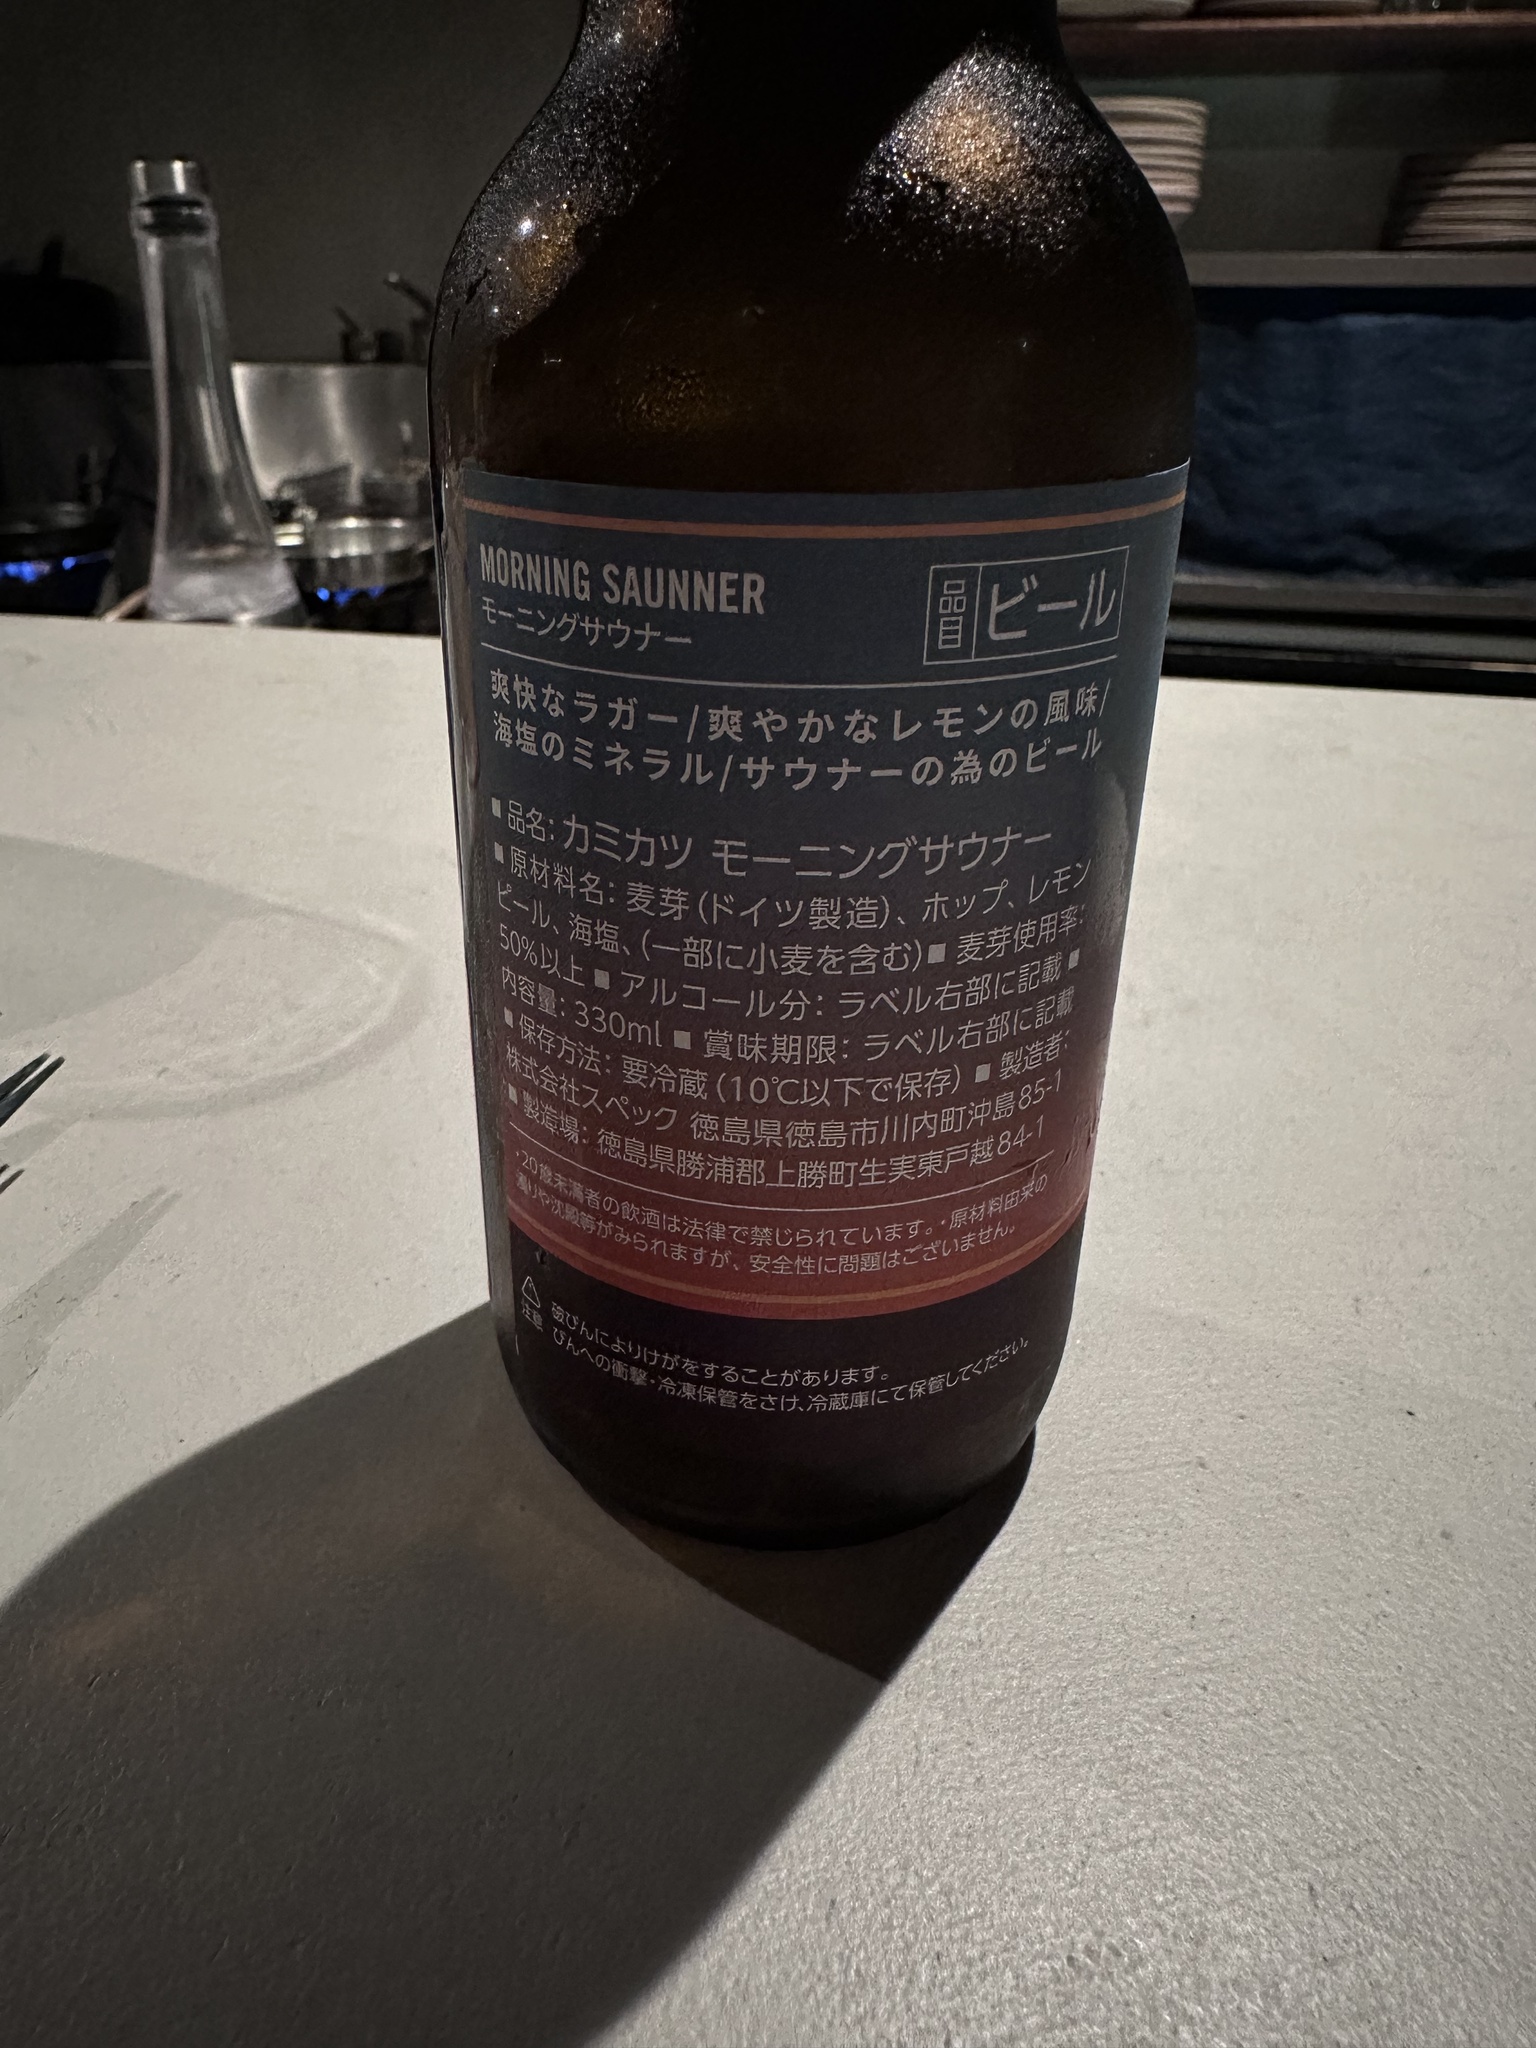 MORNING SAUNNER
モーニングサウナー
品目 ビール
爽快なラガー/爽やかなレモンの風味/
海塩のミネラル/サウナーの為のビール
■品名: カミカツ モーニングサウナー
■原材料名: 麦芽(ドイツ製造)、ホップ、レモン
ピール、海塩、(一部に小麦を含む)■麦芽使用率:
50%以上■アルコール分: ラベル右部に記載■
内容量: 330ml■賞味期限: ラベル右部に記載
■保存方法: 要冷蔵(10℃以下で保存)■製造者:
株式会社スペック 徳島県徳島市川内町沖島85-1
■製造場: 徳島県勝浦郡上勝町生実東戸越84-1
・20歳未満者の飲酒は法律で禁じられています。・原材料由来の
濁りや沈殿等がみられますが、安全性に問題はございません。
注意
破びんによりけがをすることがあります。
びんへの衝撃・冷凍保管をさけ、冷蔵庫にて保管してください。